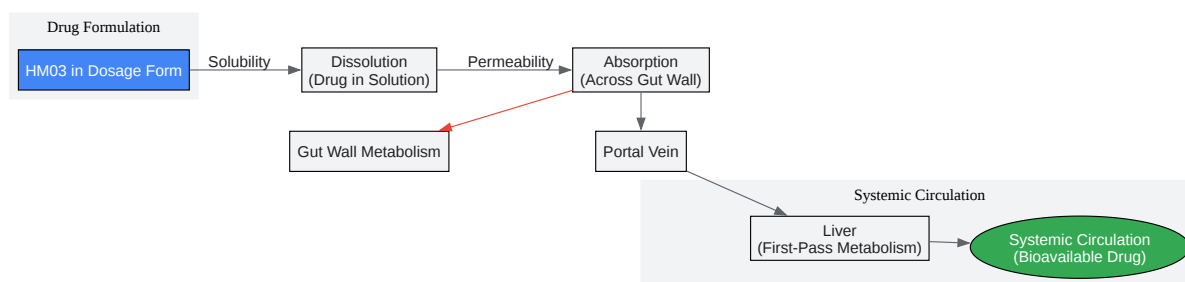 Drug Formulation
HM03 in Dosage Form
Solubility
Dissolution
(Drug in Solution)
Permeability
Absorption
(Across Gut Wall)
Gut Wall Metabolism
Portal Vein
Systemic Circulation
Liver
(First-Pass Metabolism)
Systemic Circulation
(Bioavailable Drug)